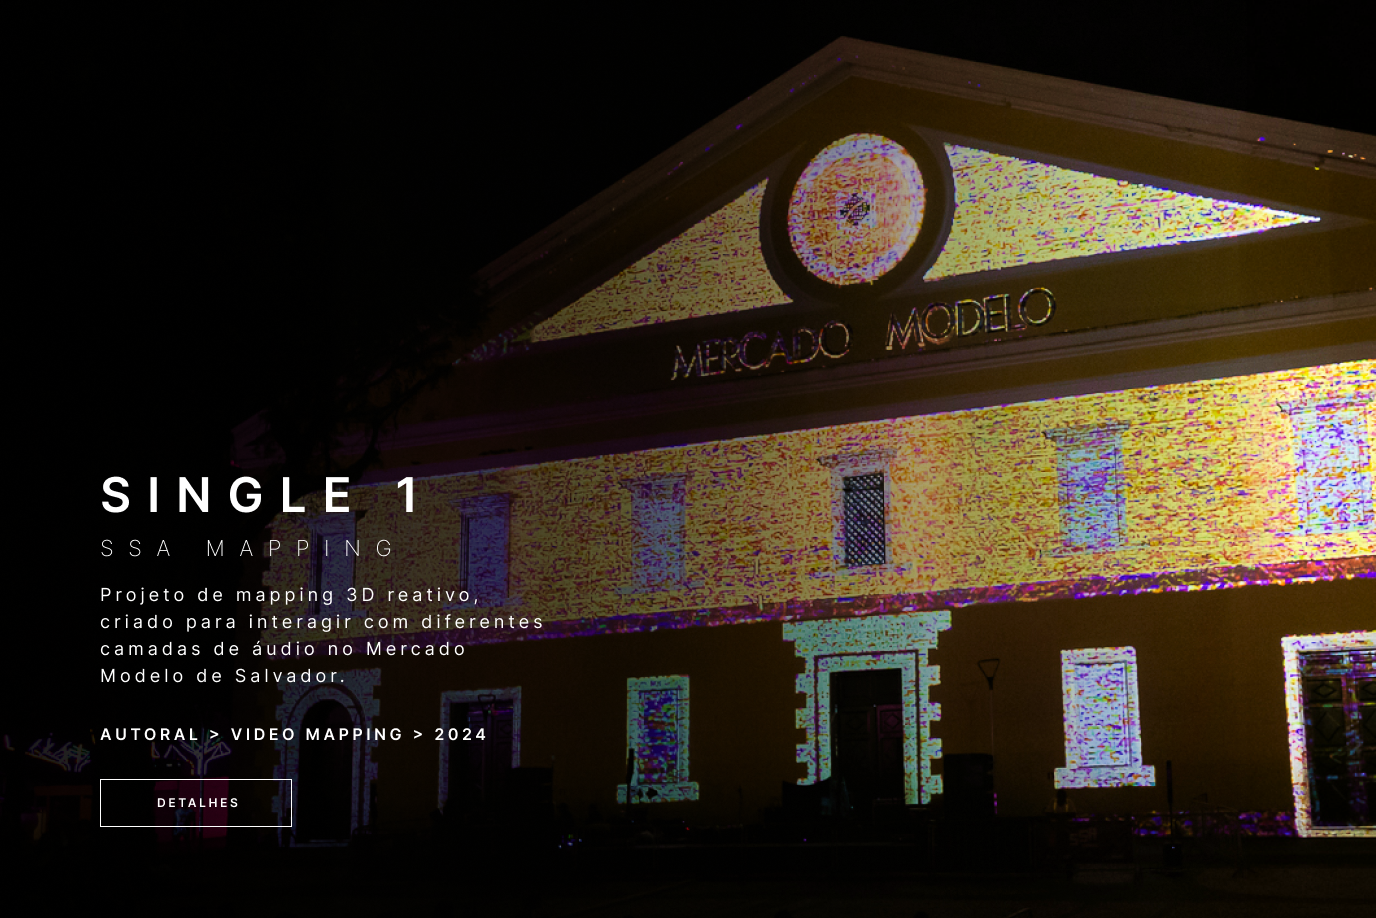 MERCADO MODELO
SINGLE 1
SSA MAPPING
Projeto de mapping 3D reativo,
criado para interagir com diferentes
camadas de áudio no Mercado
Modelo de Salvador.
AUTORAL > VIDEO MAPPING > 2024
DETALHES